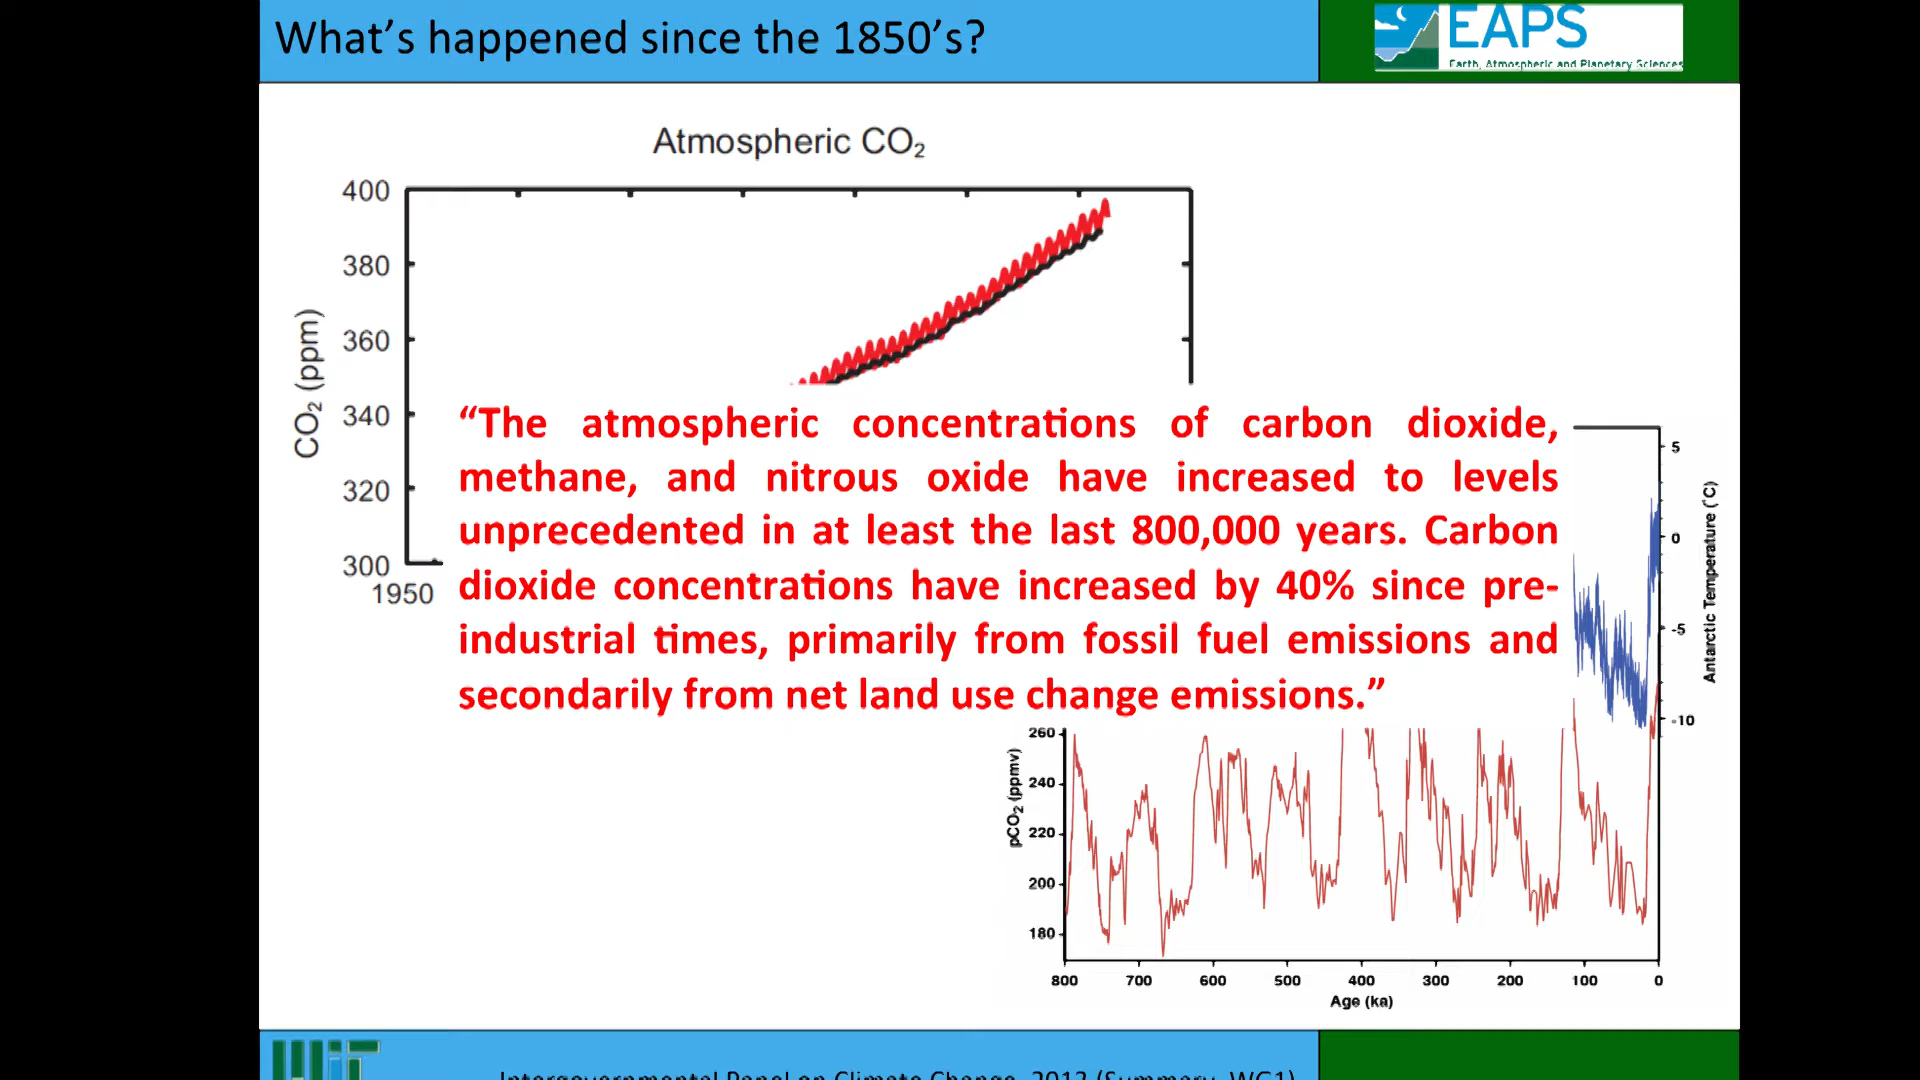 What’s happened since the 1850’s?
EAPS
Earth, Atmospheric and Planetary Sciences
Atmospheric CO₂
400
380
360
340
320
300
CO₂ (ppm)
1950
“The atmospheric concentrations of carbon dioxide,
methane, and nitrous oxide have increased to levels
unprecedented in at least the last 800,000 years. Carbon
dioxide concentrations have increased by 40% since pre-
industrial times, primarily from fossil fuel emissions and
secondarily from net land use change emissions.”
5
0
-5
-10
Antarctic Temperature (°C)
260
240
220
200
180
pCO₂ (ppmv)
800 700 600 500 400 300 200 100 0
Age (ka)
MIT
Intergovernmental Panel on Climate Change, 2013 (Summary, WG1)